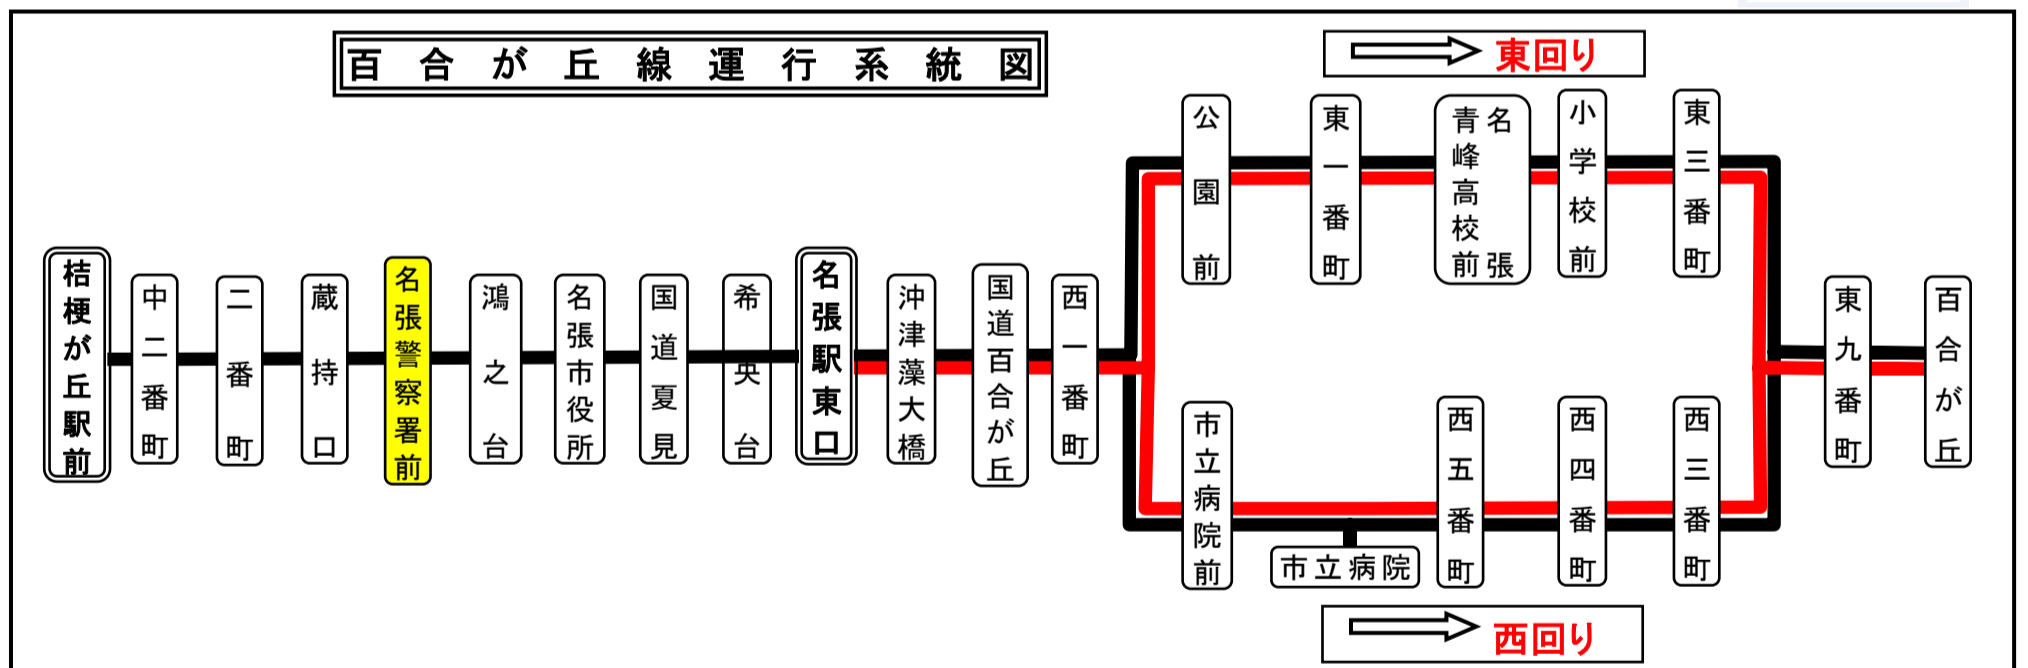 百合が丘線運行系統図
東回り
公園前
東一番町
名張青峰高校前
小学校前
東三番町
桔梗が丘駅前
中二番町
二番町
蔵持口
名張警察署前
鴻之台
名張市役所
国道夏見
希央台
名張駅東口
沖津藻大橋
国道百合が丘
西一番町
東九番町
百合が丘
市立病院前
市立病院
西五番町
西四番町
西三番町
西回り